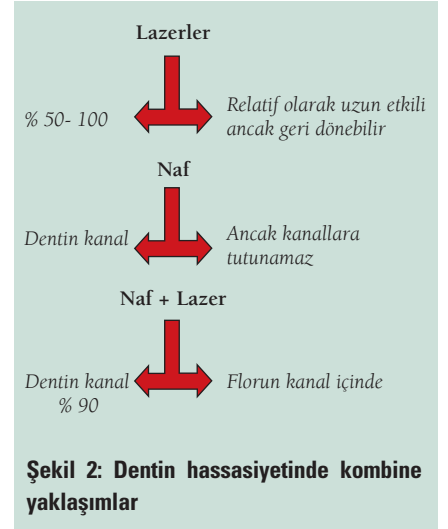 Lazerler
% 50- 100
Relatif olarak uzun etkili
ancak geri dönebilir
Naf
Dentin kanal
Ancak kanallara
tutunamaz
Naf + Lazer
Dentin kanal
% 90
Florun kanal içinde
Şekil 2: Dentin hassasiyetinde kombine
yaklaşımlar